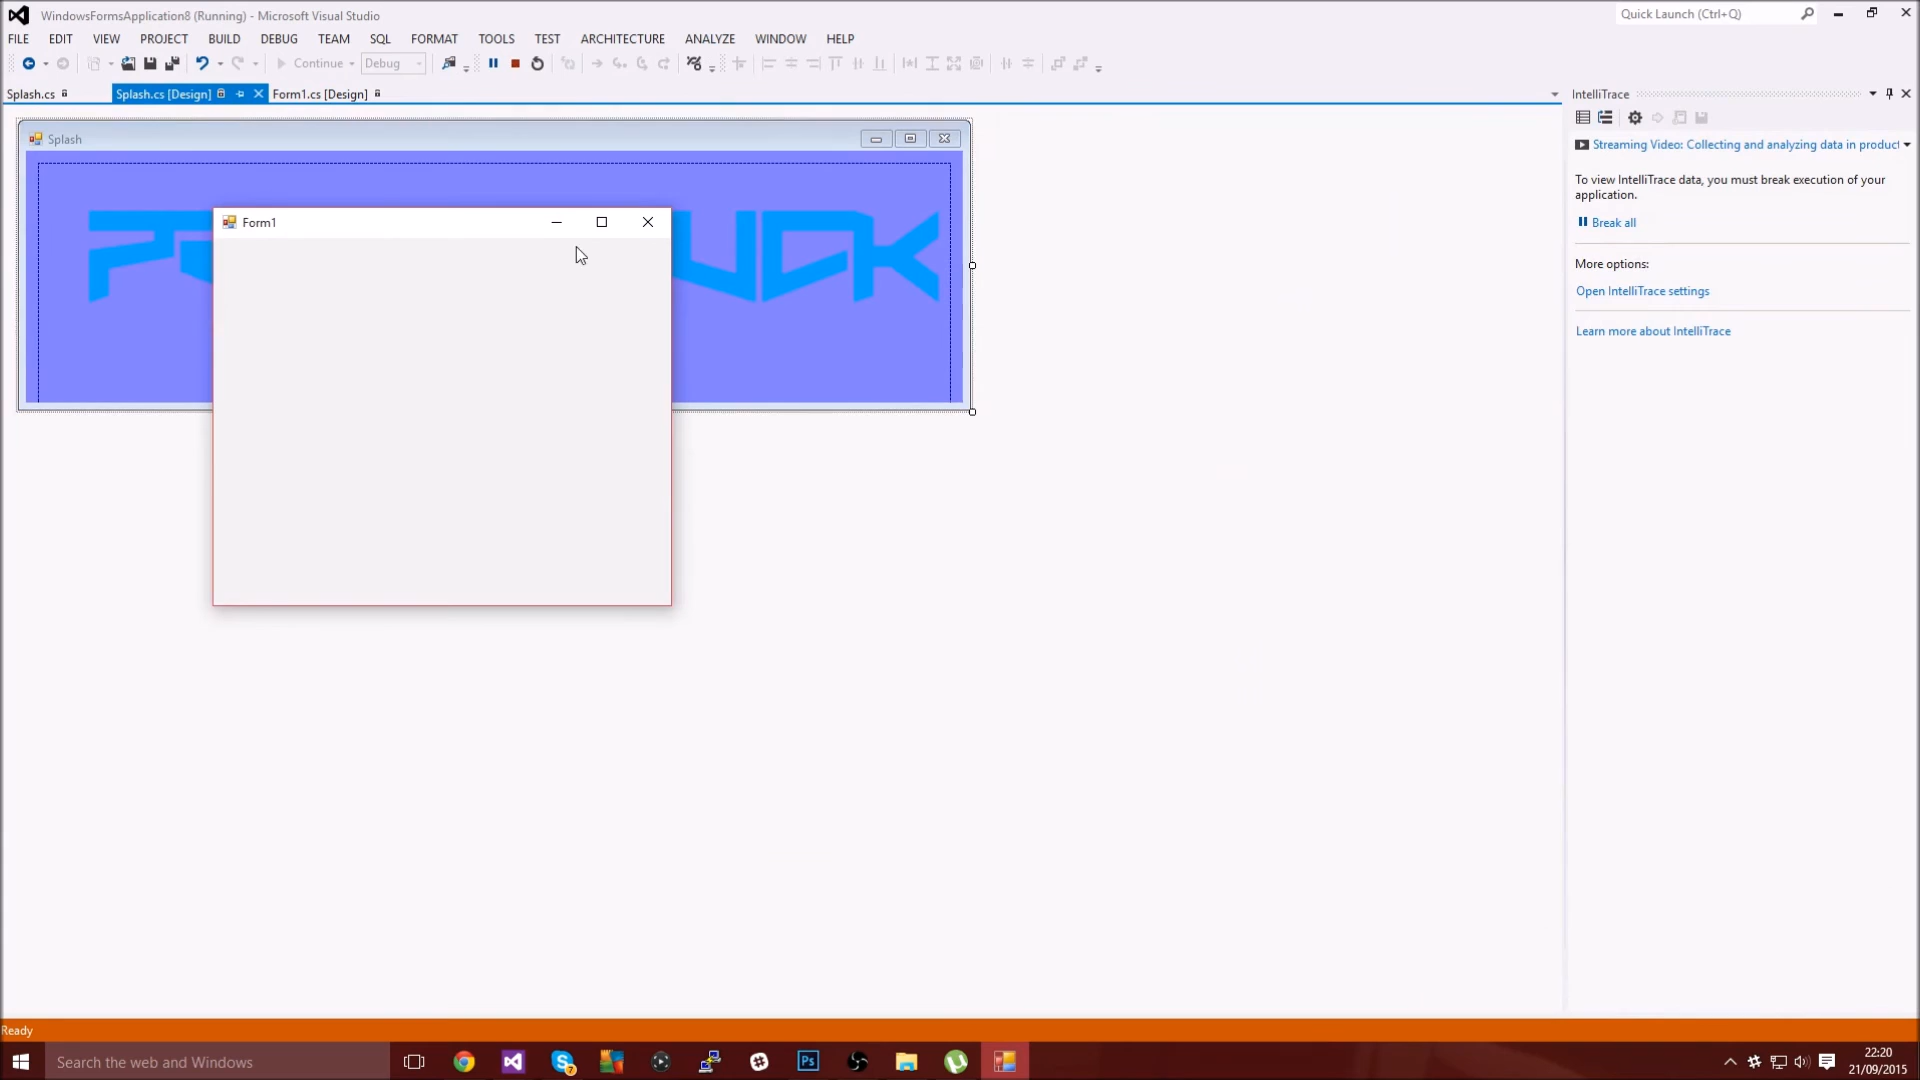 WindowsFormsApplication8 (Running) - Microsoft Visual Studio
Quick Launch (Ctrl+Q)
FILE EDIT VIEW PROJECT BUILD DEBUG TEAM SQL FORMAT TOOLS TEST ARCHITECTURE ANALYZE WINDOW HELP
Continue Debug
Splash.cs Splash.cs [Design] Form1.cs [Design]
IntelliTrace
Splash
Streaming Video: Collecting and analyzing data in product
To view IntelliTrace data, you must break execution of your
application.
Form1
Break all
More options:
Open IntelliTrace settings
Learn more about IntelliTrace
Ready
Search the web and Windows
7
Ps
22:20
21/09/2015